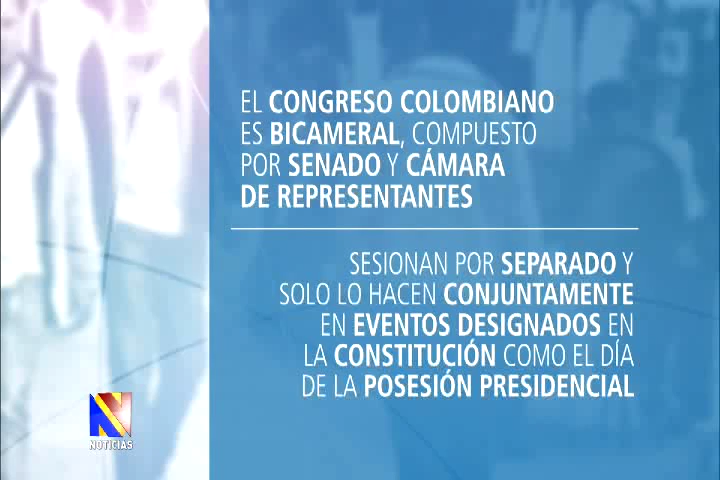 EL CONGRESO COLOMBIANO
ES BICAMERAL, COMPUESTO
POR SENADO Y CÁMARA
DE REPRESENTANTES
SESIONAN POR SEPARADO Y
SOLO LO HACEN CONJUNTAMENTE
EN EVENTOS DESIGNADOS EN
LA CONSTITUCIÓN COMO EL DÍA
DE LA POSESIÓN PRESIDENCIAL
N
NOTICIAS